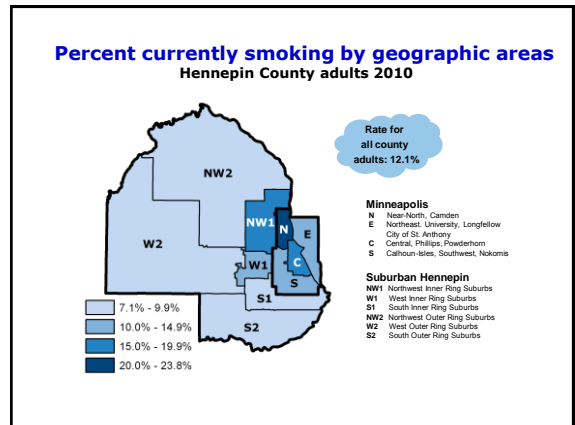 Percent currently smoking by geographic areas
Hennepin County adults 2010
Rate for
all county
adults: 12.1%
NW2
NW1
N
E
W2
W1
C
S
S1
S2
7.1% - 9.9%
10.0% - 14.9%
15.0% - 19.9%
20.0% - 23.8%
Minneapolis
N Near-North, Camden
E Northeast. University, Longfellow
City of St. Anthony
C Central, Phillips, Powderhorn
S Calhoun-Isles, Southwest, Nokomis
Suburban Hennepin
NW1 Northwest Inner Ring Suburbs
W1 West Inner Ring Suburbs
S1 South Inner Ring Suburbs
NW2 Northwest Outer Ring Suburbs
W2 West Outer Ring Suburbs
S2 South Outer Ring Suburbs